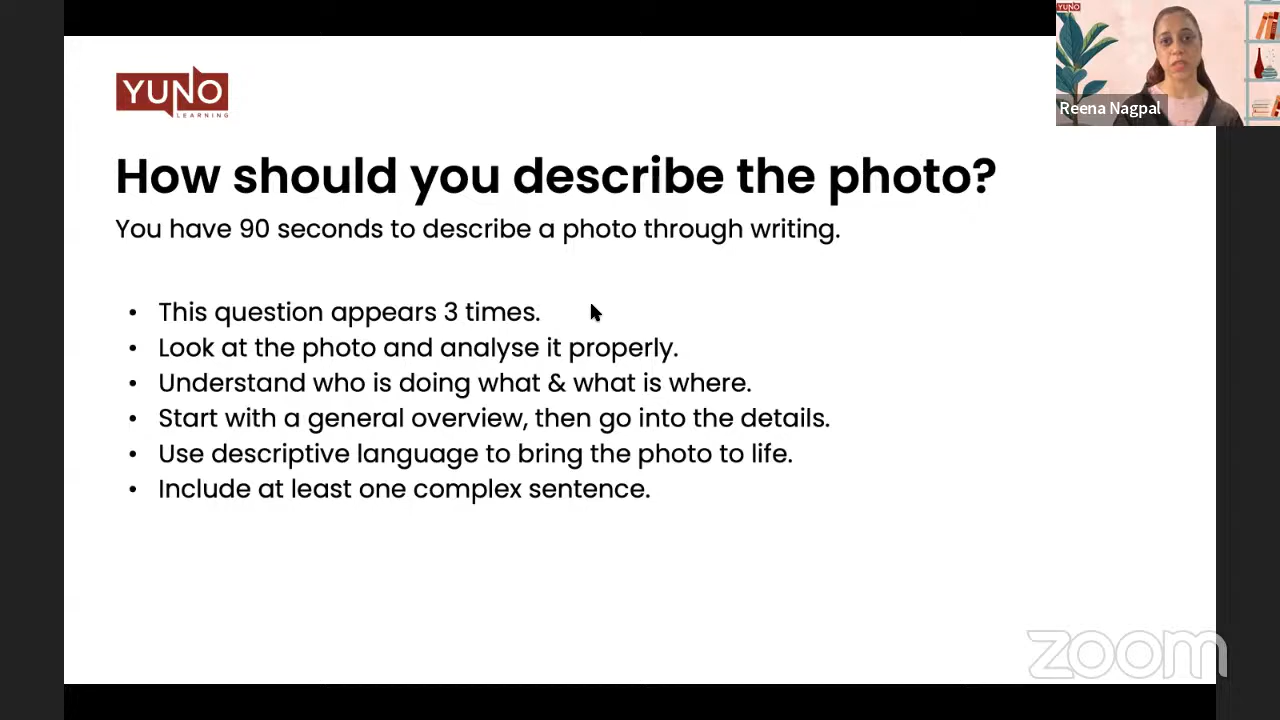 YUNO
LEARNING
YUNO
Reena Nagpal
How should you describe the photo?
You have 90 seconds to describe a photo through writing.
• This question appears 3 times.
• Look at the photo and analyse it properly.
• Understand who is doing what & what is where.
• Start with a general overview, then go into the details.
• Use descriptive language to bring the photo to life.
• Include at least one complex sentence.
zoom